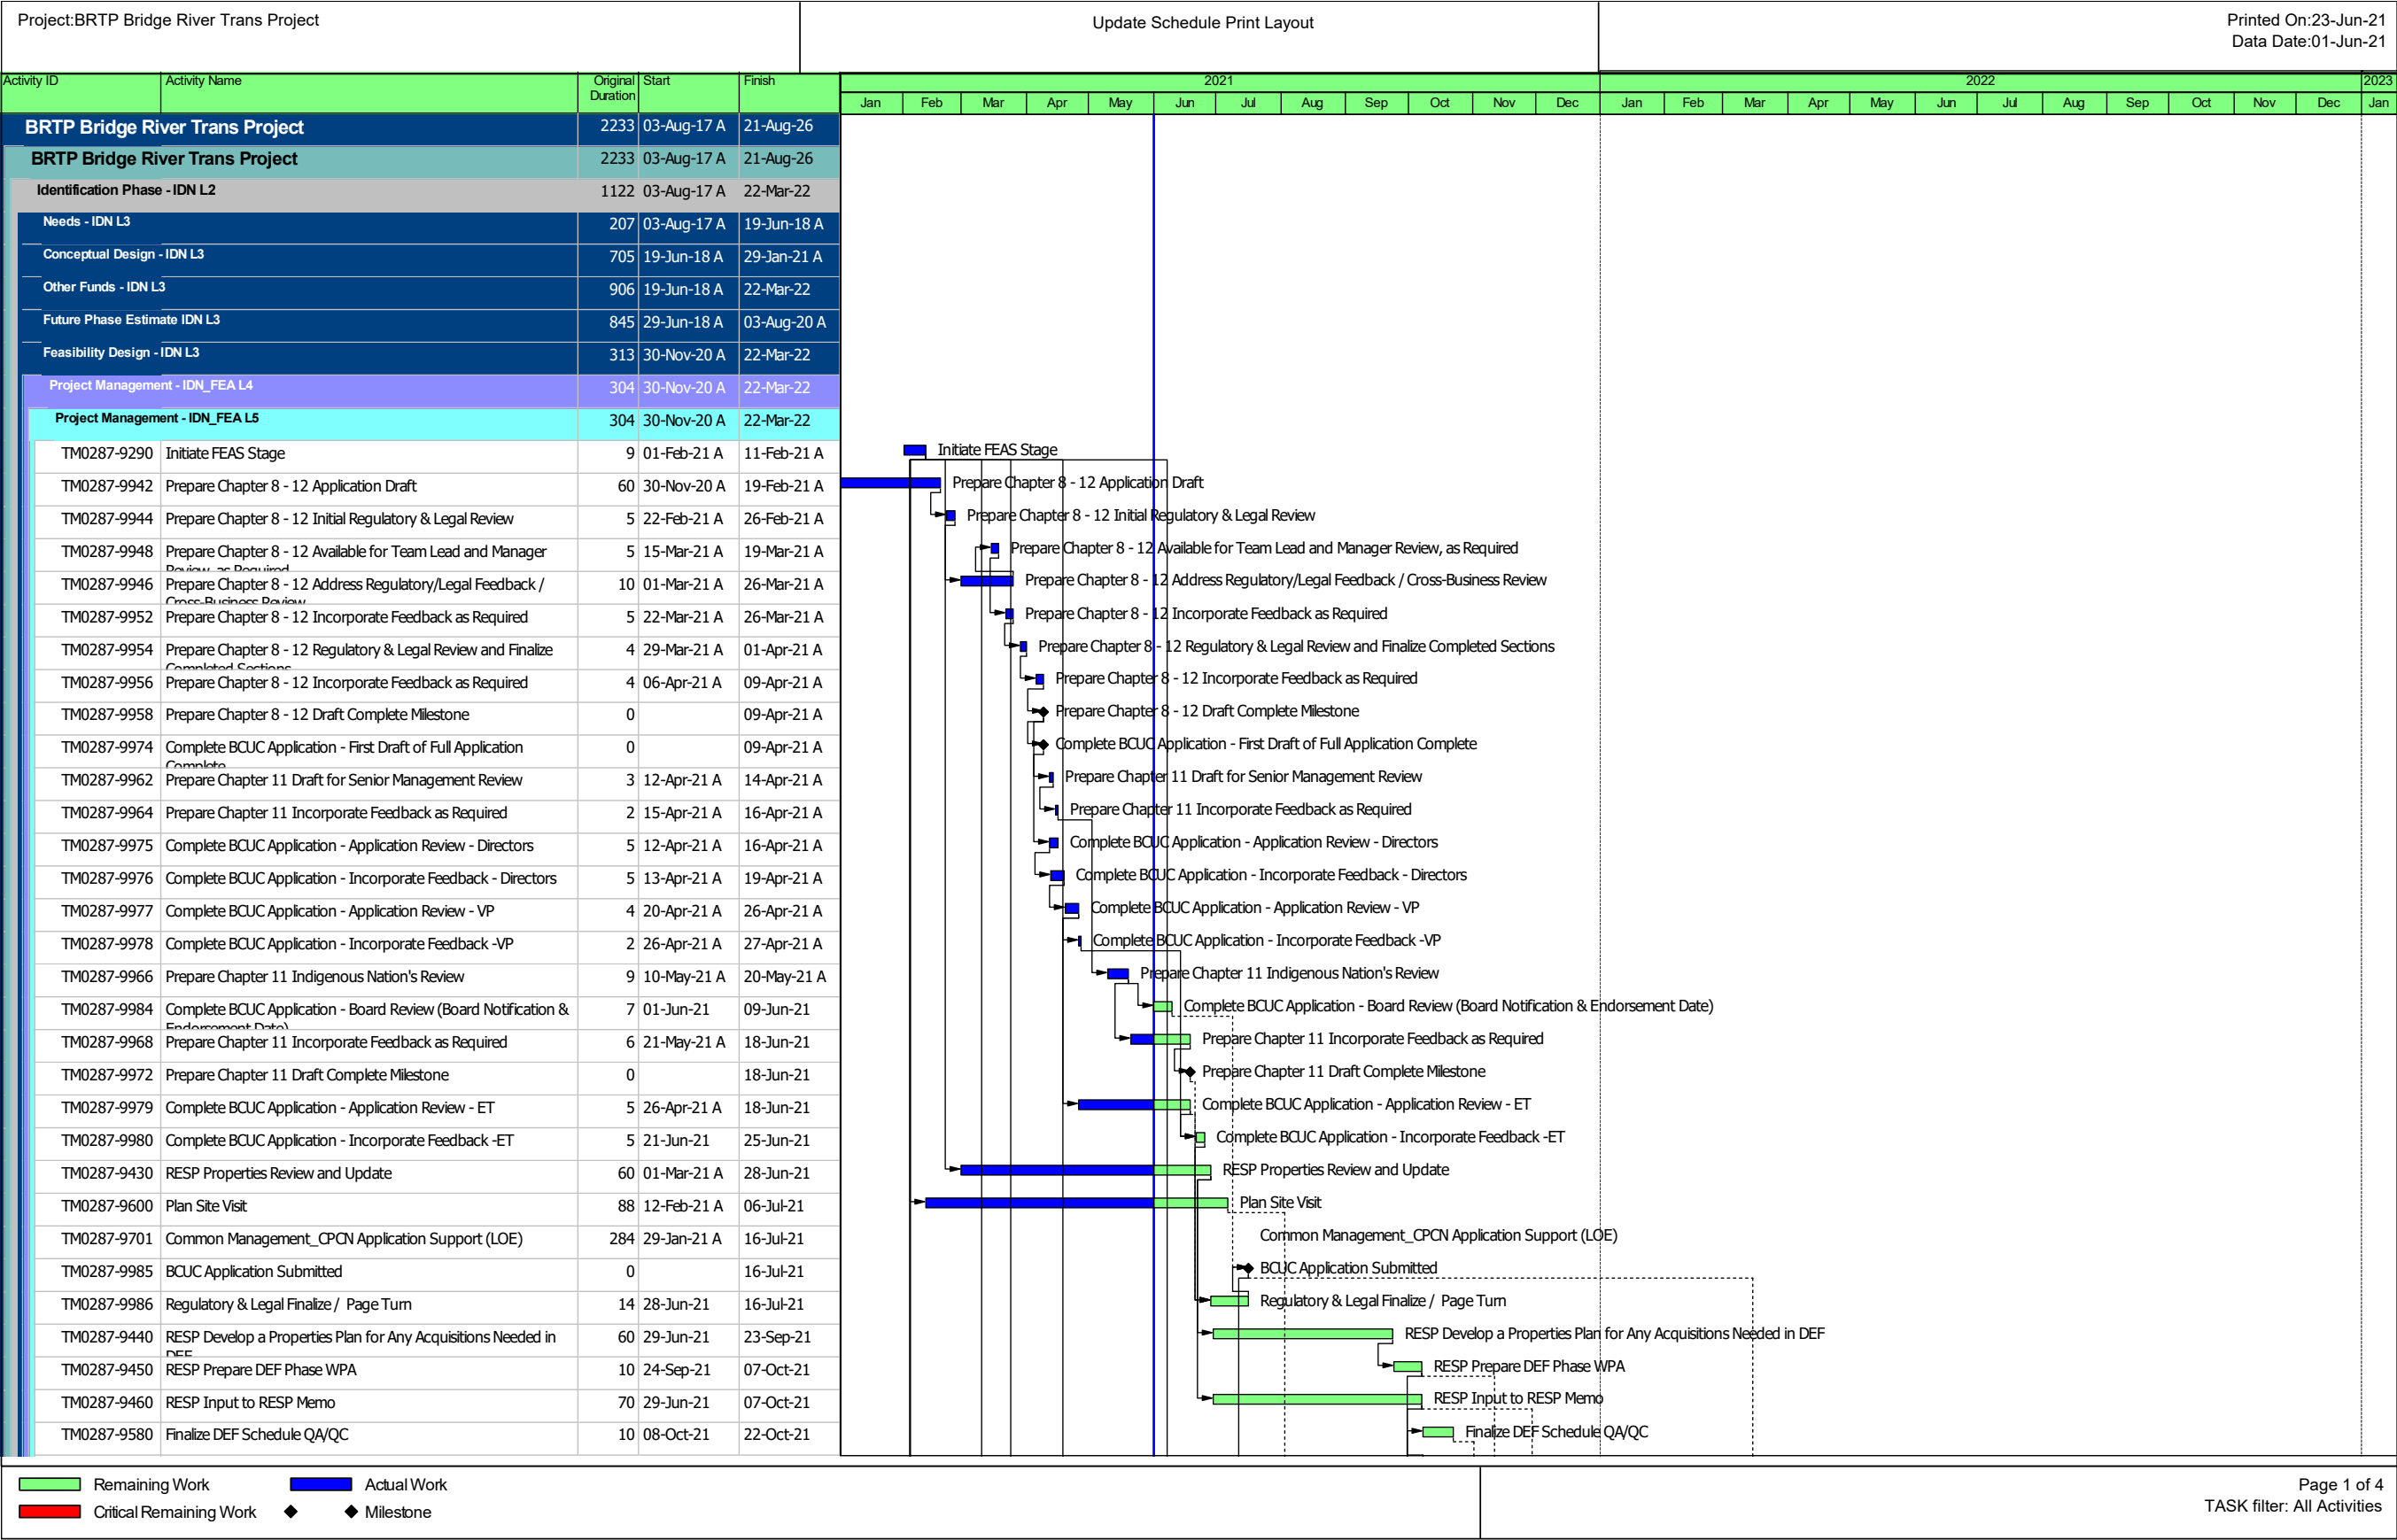 Project:BRTP Bridge River Trans Project
Update Schedule Print Layout
Printed On:23-Jun-21
Data Date:01-Jun-21
Activity ID Activity Name Original Duration Start Finish
2021 2022 2023
Jan Feb Mar Apr May Jun Jul Aug Sep Oct Nov Dec Jan Feb Mar Apr May Jun Jul Aug Sep Oct Nov Dec Jan
BRTP Bridge River Trans Project 2233 03-Aug-17 A 21-Aug-26
BRTP Bridge River Trans Project 2233 03-Aug-17 A 21-Aug-26
Identification Phase - IDN L2 1122 03-Aug-17 A 22-Mar-22
Needs - IDN L3 207 03-Aug-17 A 19-Jun-18 A
Conceptual Design - IDN L3 705 19-Jun-18 A 29-Jan-21 A
Other Funds - IDN L3 906 19-Jun-18 A 22-Mar-22
Future Phase Estimate IDN L3 845 29-Jun-18 A 03-Aug-20 A
Feasibility Design - IDN L3 313 30-Nov-20 A 22-Mar-22
Project Management - IDN_FEA L4 304 30-Nov-20 A 22-Mar-22
Project Management - IDN_FEA L5 304 30-Nov-20 A 22-Mar-22
TM0287-9290 Initiate FEAS Stage 9 01-Feb-21 A 11-Feb-21 A Initiate FEAS Stage
TM0287-9942 Prepare Chapter 8 - 12 Application Draft 60 30-Nov-20 A 19-Feb-21 A Prepare Chapter 8 - 12 Application Draft
TM0287-9944 Prepare Chapter 8 - 12 Initial Regulatory & Legal Review 5 22-Feb-21 A 26-Feb-21 A Prepare Chapter 8 - 12 Initial Regulatory & Legal Review
TM0287-9948 Prepare Chapter 8 - 12 Available for Team Lead and Manager Review, as Required 5 15-Mar-21 A 19-Mar-21 A Prepare Chapter 8 - 12 Available for Team Lead and Manager Review, as Required
TM0287-9946 Prepare Chapter 8 - 12 Address Regulatory/Legal Feedback / Cross-Business Review 10 01-Mar-21 A 26-Mar-21 A Prepare Chapter 8 - 12 Address Regulatory/Legal Feedback / Cross-Business Review
TM0287-9952 Prepare Chapter 8 - 12 Incorporate Feedback as Required 5 22-Mar-21 A 26-Mar-21 A Prepare Chapter 8 - 12 Incorporate Feedback as Required
TM0287-9954 Prepare Chapter 8 - 12 Regulatory & Legal Review and Finalize Completed Sections 4 29-Mar-21 A 01-Apr-21 A Prepare Chapter 8 - 12 Regulatory & Legal Review and Finalize Completed Sections
TM0287-9956 Prepare Chapter 8 - 12 Incorporate Feedback as Required 4 06-Apr-21 A 09-Apr-21 A Prepare Chapter 8 - 12 Incorporate Feedback as Required
TM0287-9958 Prepare Chapter 8 - 12 Draft Complete Milestone 0 09-Apr-21 A Prepare Chapter 8 - 12 Draft Complete Milestone
TM0287-9974 Complete BCUC Application - First Draft of Full Application Complete 0 09-Apr-21 A Complete BCUC Application - First Draft of Full Application Complete
TM0287-9962 Prepare Chapter 11 Draft for Senior Management Review 3 12-Apr-21 A 14-Apr-21 A Prepare Chapter 11 Draft for Senior Management Review
TM0287-9964 Prepare Chapter 11 Incorporate Feedback as Required 2 15-Apr-21 A 16-Apr-21 A Prepare Chapter 11 Incorporate Feedback as Required
TM0287-9975 Complete BCUC Application - Application Review - Directors 5 12-Apr-21 A 16-Apr-21 A Complete BCUC Application - Application Review - Directors
TM0287-9976 Complete BCUC Application - Incorporate Feedback - Directors 5 13-Apr-21 A 19-Apr-21 A Complete BCUC Application - Incorporate Feedback - Directors
TM0287-9977 Complete BCUC Application - Application Review - VP 4 20-Apr-21 A 26-Apr-21 A Complete BCUC Application - Application Review - VP
TM0287-9978 Complete BCUC Application - Incorporate Feedback -VP 2 26-Apr-21 A 27-Apr-21 A Complete BCUC Application - Incorporate Feedback -VP
TM0287-9966 Prepare Chapter 11 Indigenous Nation's Review 9 10-May-21 A 20-May-21 A Prepare Chapter 11 Indigenous Nation's Review
TM0287-9984 Complete BCUC Application - Board Review (Board Notification & Endorsement Date) 7 01-Jun-21 09-Jun-21 Complete BCUC Application - Board Review (Board Notification & Endorsement Date)
TM0287-9968 Prepare Chapter 11 Incorporate Feedback as Required 6 21-May-21 A 18-Jun-21 Prepare Chapter 11 Incorporate Feedback as Required
TM0287-9972 Prepare Chapter 11 Draft Complete Milestone 0 18-Jun-21 Prepare Chapter 11 Draft Complete Milestone
TM0287-9979 Complete BCUC Application - Application Review - ET 5 26-Apr-21 A 18-Jun-21 Complete BCUC Application - Application Review - ET
TM0287-9980 Complete BCUC Application - Incorporate Feedback -ET 5 21-Jun-21 25-Jun-21 Complete BCUC Application - Incorporate Feedback -ET
TM0287-9430 RESP Properties Review and Update 60 01-Mar-21 A 28-Jun-21 RESP Properties Review and Update
TM0287-9600 Plan Site Visit 88 12-Feb-21 A 06-Jul-21 Plan Site Visit
TM0287-9701 Common Management_CPCN Application Support (LOE) 284 29-Jan-21 A 16-Jul-21 Common Management_CPCN Application Support (LOE)
TM0287-9985 BCUC Application Submitted 0 16-Jul-21 BCUC Application Submitted
TM0287-9986 Regulatory & Legal Finalize / Page Turn 14 28-Jun-21 16-Jul-21 Regulatory & Legal Finalize / Page Turn
TM0287-9440 RESP Develop a Properties Plan for Any Acquisitions Needed in DEF 60 29-Jun-21 23-Sep-21 RESP Develop a Properties Plan for Any Acquisitions Needed in DEF
TM0287-9450 RESP Prepare DEF Phase WPA 10 24-Sep-21 07-Oct-21 RESP Prepare DEF Phase WPA
TM0287-9460 RESP Input to RESP Memo 70 29-Jun-21 07-Oct-21 RESP Input to RESP Memo
TM0287-9580 Finalize DEF Schedule QA/QC 10 08-Oct-21 22-Oct-21 Finalize DEF Schedule QA/QC
Remaining Work Actual Work
Critical Remaining Work Milestone
Page 1 of 4
TASK filter: All Activities